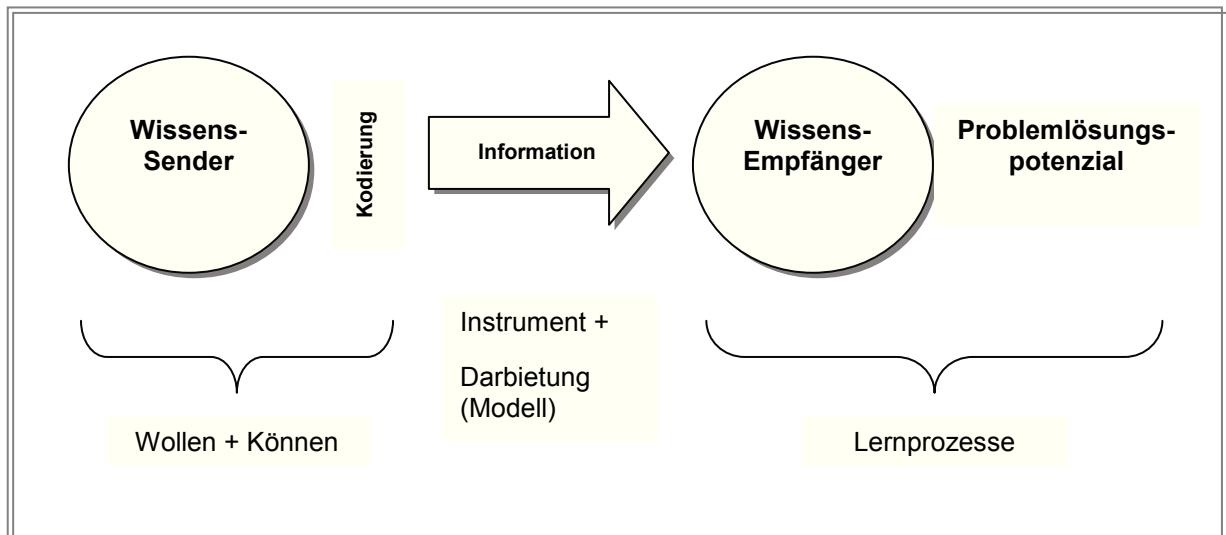 Wissens-
Sender
Kodierung
Information
Wissens-
Empfänger
Problemlösungs-
potenzial
Instrument +
Darbietung
(Modell)
Wollen + Können
Lernprozesse